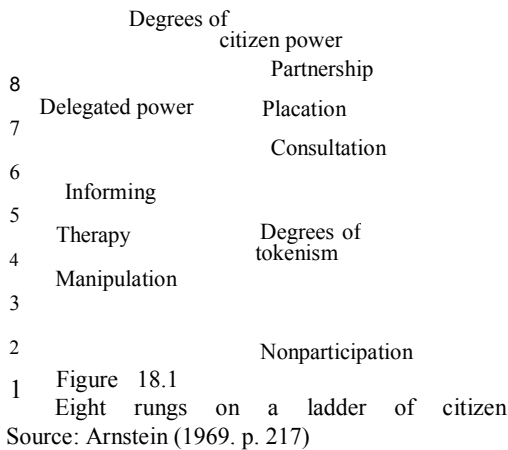 Degrees of
citizen power
Partnership
8
Delegated power Placation
7
Consultation
6
Informing
5
Therapy Degrees of
tokenism
4
Manipulation
3
2
Nonparticipation
1 Figure 18.1
Eight rungs on a ladder of citizen
Source: Arnstein (1969. p. 217)